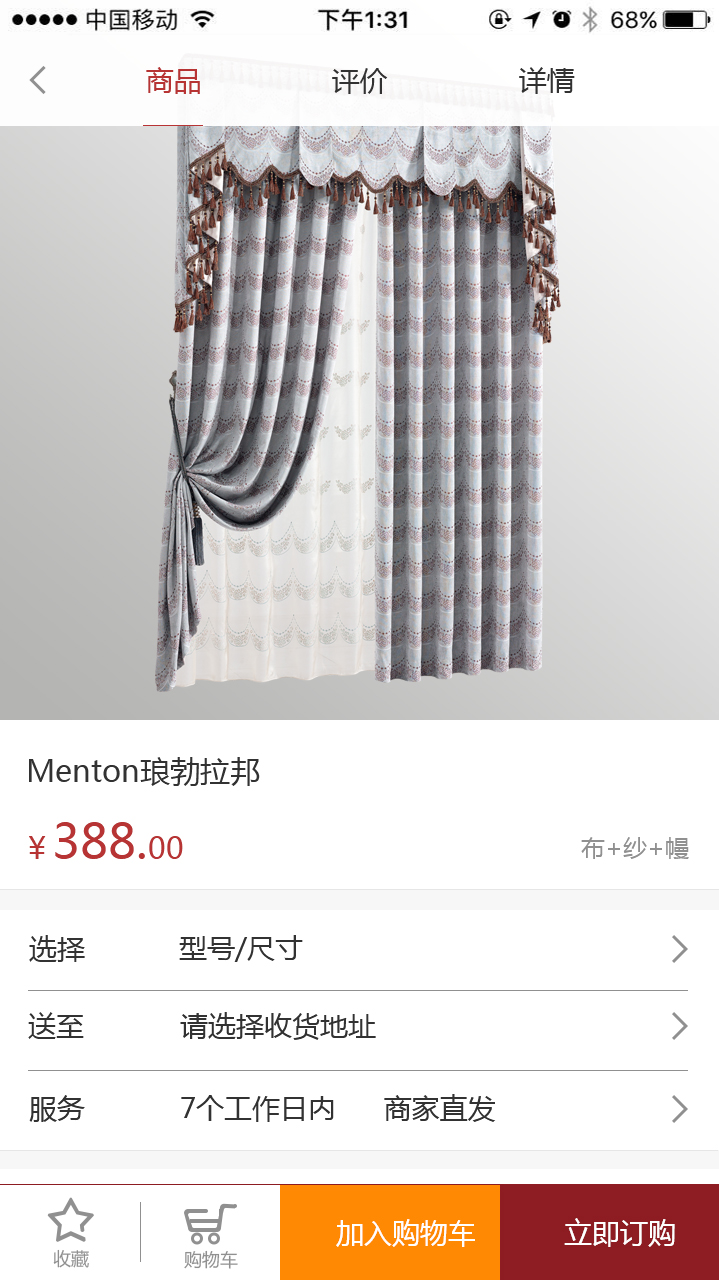 中国移动 下午1:31 68%
商品 评价 详情
Menton琅勃拉邦
¥388.00 布+纱+幔
选择 型号/尺寸
送至 请选择收货地址
服务 7个工作日内 商家直发
收藏 购物车 加入购物车 立即订购